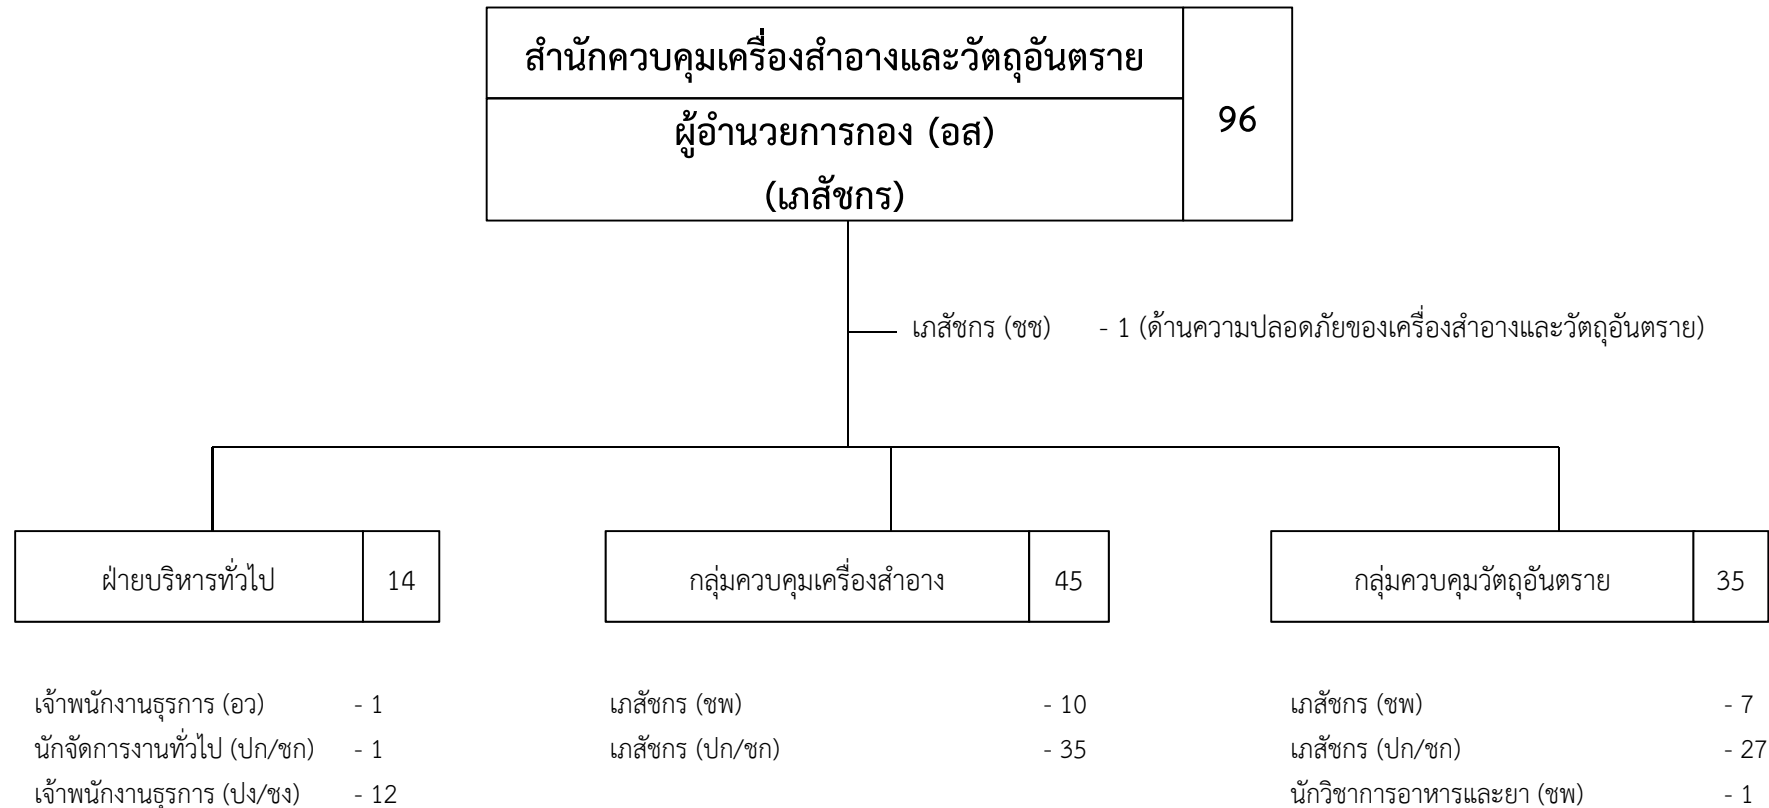 สำนักควบคุมเครื่องสำอางและวัตถุอันตราย
96
ผู้อำนวยการกอง (อส)
(เภสัชกร)
เภสัชกร (ชช) - 1 (ด้านความปลอดภัยของเครื่องสำอางและวัตถุอันตราย)
ฝ่ายบริหารทั่วไป 14
เจ้าพนักงานธุรการ (อว) - 1
นักจัดการงานทั่วไป (ปก/ชก) - 1
เจ้าพนักงานธุรการ (ปง/ชง) - 12
กลุ่มควบคุมเครื่องสำอาง 45
เภสัชกร (ชพ) - 10
เภสัชกร (ปก/ชก) - 35
กลุ่มควบคุมวัตถุอันตราย 35
เภสัชกร (ชพ) - 7
เภสัชกร (ปก/ชก) - 27
นักวิชาการอาหารและยา (ชพ) - 1